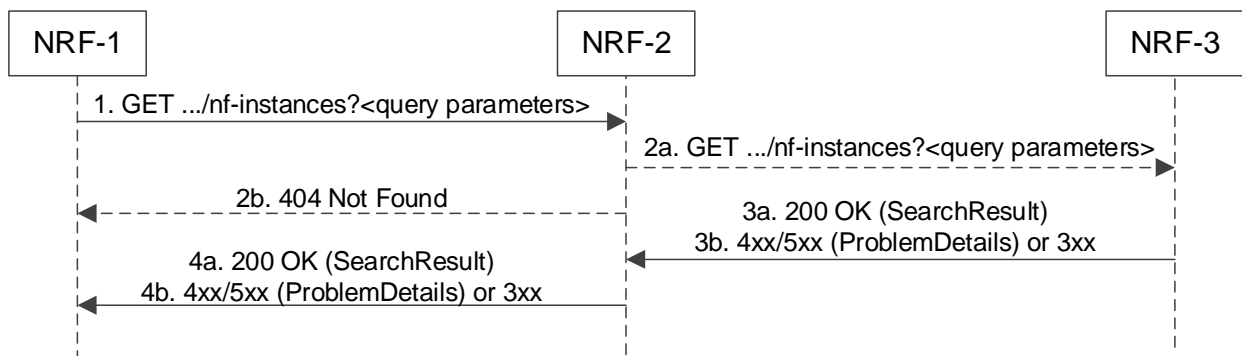 NRF-1
NRF-2
NRF-3
1. GET .../nf-instances?<query parameters>
2a. GET .../nf-instances?<query parameters>
2b. 404 Not Found
3a. 200 OK (SearchResult)
3b. 4xx/5xx (ProblemDetails) or 3xx
4a. 200 OK (SearchResult)
4b. 4xx/5xx (ProblemDetails) or 3xx